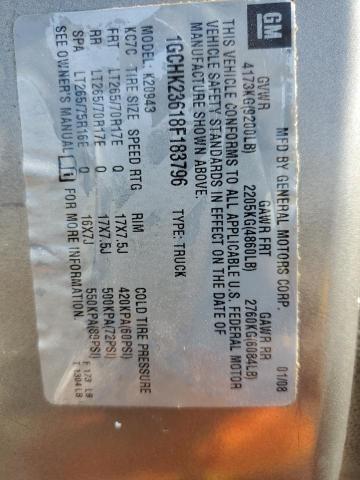 GM
MFD BY GENERAL MOTORS CORP. 01/08
GVWR GAWR FRT GAWR RR
4173KG(9200LB) 2205KG(4860LB) 2760KG(6084LB)
THIS VEHICLE CONFORMS TO ALL APPLICABLE U.S. FEDERAL MOTOR
VEHICLE SAFETY STANDARDS IN EFFECT ON THE DATE OF
MANUFACTURE SHOWN ABOVE.
1GCHK23618F183796 TYPE: TRUCK
MODEL: K20943
KC7C TIRE SIZE SPEED RTG RIM COLD TIRE PRESSURE
FRT LT265/70R17E Q 17X7.5J 420KPA(60PSI)
RR LT265/70R17E Q 17X7.5J 500KPA(72PSI)
SPA LT265/75R16E Q 16X7J 550KPA(80PSI)
SEE OWNER'S MANUAL FOR MORE INFORMATION.